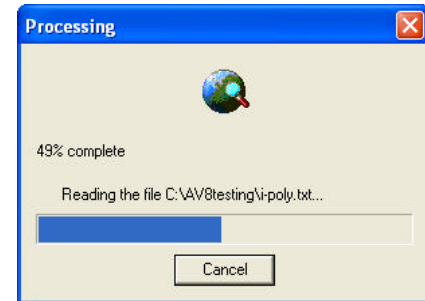 Processing
49% complete
Reading the file C:\AV8testing\i-poly.txt...
Cancel